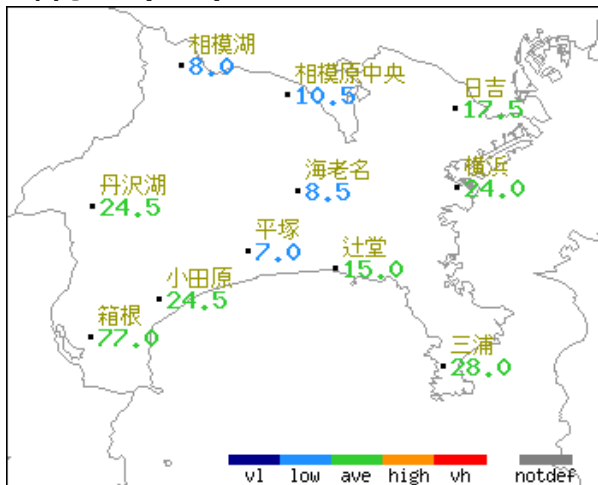 相模湖
8.0
相模原中央
10.5
日吉
17.5
丹沢湖
24.5
海老名
8.5
横浜
24.0
平塚
7.0
辻堂
15.0
小田原
24.5
箱根
77.0
三浦
28.0
vl low ave high vh notdef